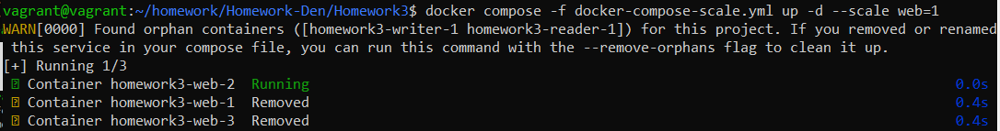 vagrant@vagrant:~/homework/Homework-Den/Homework3$ docker compose -f docker-compose-scale.yml up -d --scale web=1
WARN[0000] Found orphan containers ([homework3-writer-1 homework3-reader-1]) for this project. If you removed or renamed
this service in your compose file, you can run this command with the --remove-orphans flag to clean it up.
[+] Running 1/3
Container homework3-web-2 Running 0.0s
Container homework3-web-1 Removed 0.4s
Container homework3-web-3 Removed 0.4s